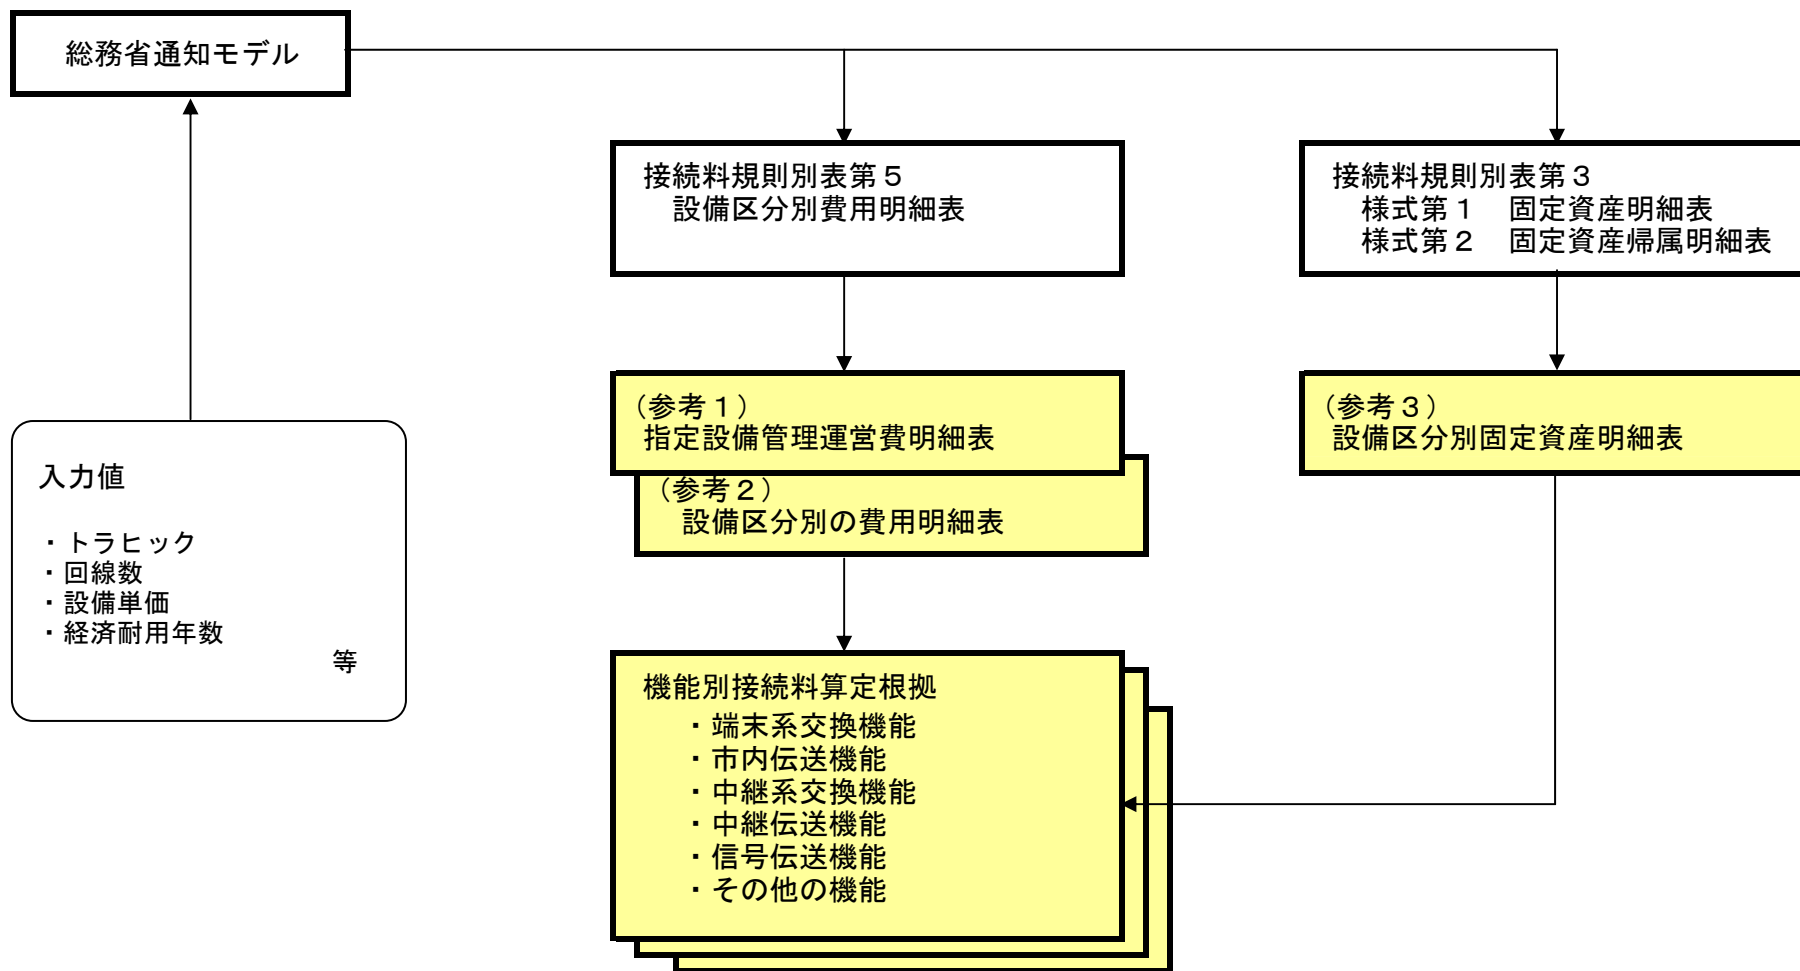 総務省通知モデル
接続料規則別表第５
設備区分別費用明細表
接続料規則別表第３
様式第１　固定資産明細表
様式第２　固定資産帰属明細表
（参考１）
指定設備管理運営費明細表
（参考２）
設備区分別の費用明細表
（参考３）
設備区分別固定資産明細表
入力値
・トラヒック
・回線数
・設備単価
・経済耐用年数
等
機能別接続料算定根拠
・端末系交換機能
・市内伝送機能
・中継系交換機能
・中継伝送機能
・信号伝送機能
・その他の機能